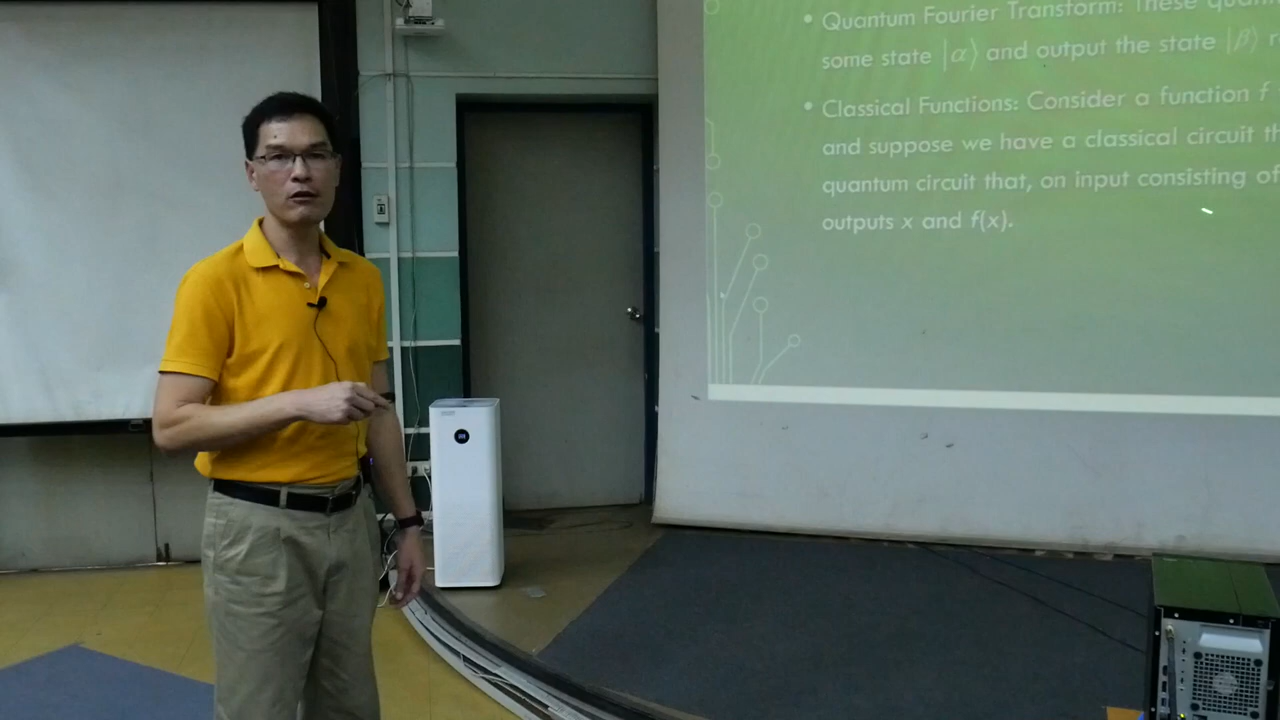 • Quantum Fourier Transform: These
some state |α⟩ and output the state |β⟩
• Classical Functions: Consider a function f
and suppose we have a classical circuit
quantum circuit that, on input consisting of
outputs x and f(x).